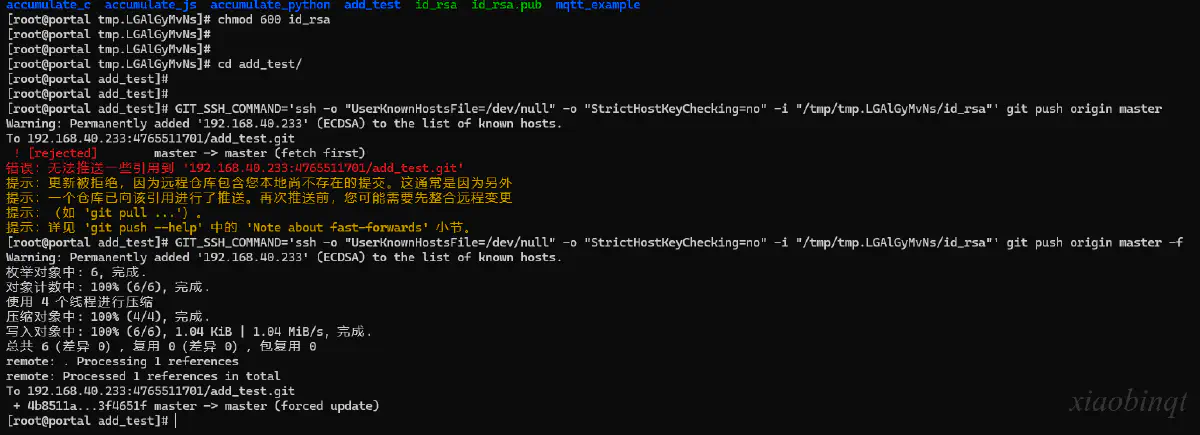 accumulate_c  accumulate_js  accumulate_python  add_test  id_rsa  id_rsa.pub  mqtt_example
[root@portal tmp.LGAlGyMvNs]# chmod 600 id_rsa
[root@portal tmp.LGAlGyMvNs]#
[root@portal tmp.LGAlGyMvNs]#
[root@portal tmp.LGAlGyMvNs]# cd add_test/
[root@portal add_test]#
[root@portal add_test]#
[root@portal add_test]# GIT_SSH_COMMAND='ssh -o "UserKnownHostsFile=/dev/null" -o "StrictHostKeyChecking=no" -i "/tmp/tmp.LGAlGyMvNs/id_rsa"' git push origin master
Warning: Permanently added '192.168.40.233' (ECDSA) to the list of known hosts.
To 192.168.40.233:4765511701/add_test.git
 ! [rejected]        master -> master (fetch first)
错误：无法推送一些引用到 '192.168.40.233:4765511701/add_test.git'
提示：更新被拒绝，因为远程仓库包含您本地尚不存在的提交。这通常是因为另外
提示：一个仓库已向该引用进行了推送。再次推送前，您可能需要先整合远程变更
提示：（如 'git pull ...'）。
提示：详见 'git push --help' 中的 'Note about fast-forwards' 小节。
[root@portal add_test]# GIT_SSH_COMMAND='ssh -o "UserKnownHostsFile=/dev/null" -o "StrictHostKeyChecking=no" -i "/tmp/tmp.LGAlGyMvNs/id_rsa"' git push origin master -f
Warning: Permanently added '192.168.40.233' (ECDSA) to the list of known hosts.
枚举对象中: 6, 完成.
对象计数中: 100% (6/6), 完成.
使用 4 个线程进行压缩
压缩对象中: 100% (4/4), 完成.
写入对象中: 100% (6/6), 1.04 KiB | 1.04 MiB/s, 完成.
总共 6（差异 0），复用 0（差异 0），包复用 0
remote: . Processing 1 references
remote: Processed 1 references in total
To 192.168.40.233:4765511701/add_test.git
 + 4b8511a...3f4651f master -> master (forced update)
[root@portal add_test]#
xiaobinqt